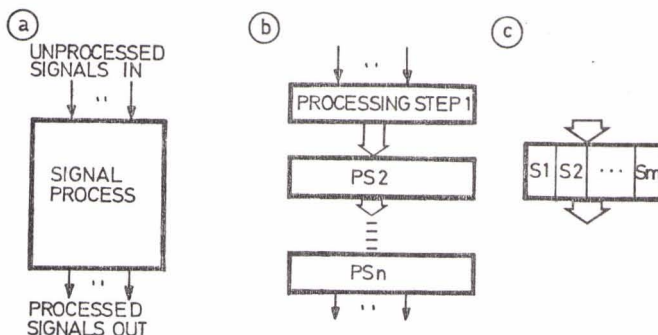 a
UNPROCESSED
SIGNALS IN
SIGNAL
PROCESS
PROCESSED
SIGNALS OUT
b
PROCESSING STEP 1
PS2
PSn
c
S1 S2 ... Sm